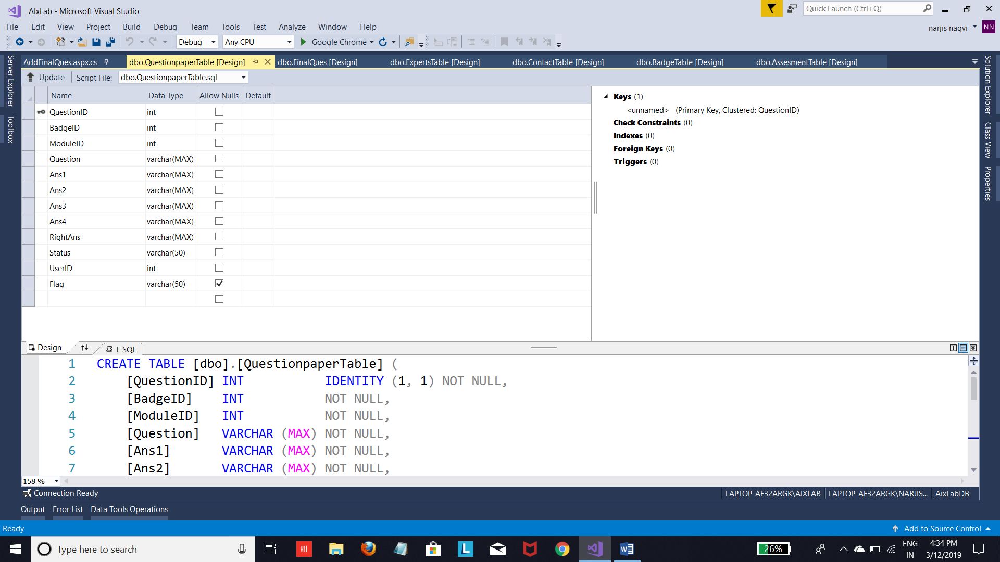 AIxLab - Microsoft Visual Studio
Quick Launch (Ctrl+Q)
File Edit View Project Build Debug Team Tools Test Analyze Window Help
narjis naqvi NN
Debug Any CPU Google Chrome
Server Explorer
Toolbox
AddFinalQues.aspx.cs dbo.QuestionpaperTable [Design] dbo.FinalQues [Design] dbo.ExpertsTable [Design] dbo.ContactTable [Design] dbo.BadgeTable [Design] dbo.AssesmentTable [Design]
Update Script File: dbo.QuestionpaperTable.sql
Name Data Type Allow Nulls Default
QuestionID int
BadgeID int
ModuleID int
Question varchar(MAX)
Ans1 varchar(MAX)
Ans2 varchar(MAX)
Ans3 varchar(MAX)
Ans4 varchar(MAX)
RightAns varchar(MAX)
Status varchar(50)
UserID int
Flag varchar(50)
Keys (1)
<unnamed> (Primary Key, Clustered: QuestionID)
Check Constraints (0)
Indexes (0)
Foreign Keys (0)
Triggers (0)
Solution Explorer
Class View
Properties
Design T-SQL
1 CREATE TABLE [dbo].[QuestionpaperTable] (
2 [QuestionID] INT IDENTITY (1, 1) NOT NULL,
3 [BadgeID] INT NOT NULL,
4 [ModuleID] INT NOT NULL,
5 [Question] VARCHAR (MAX) NOT NULL,
6 [Ans1] VARCHAR (MAX) NOT NULL,
7 [Ans2] VARCHAR (MAX) NOT NULL,
158 %
Connection Ready LAPTOP-AF32ARGK\AIXLAB LAPTOP-AF32ARGK\NARJIS... AixLabDB
Output Error List Data Tools Operations
Ready Add to Source Control
Type here to search
26%
ENG
IN
4:34 PM
3/12/2019